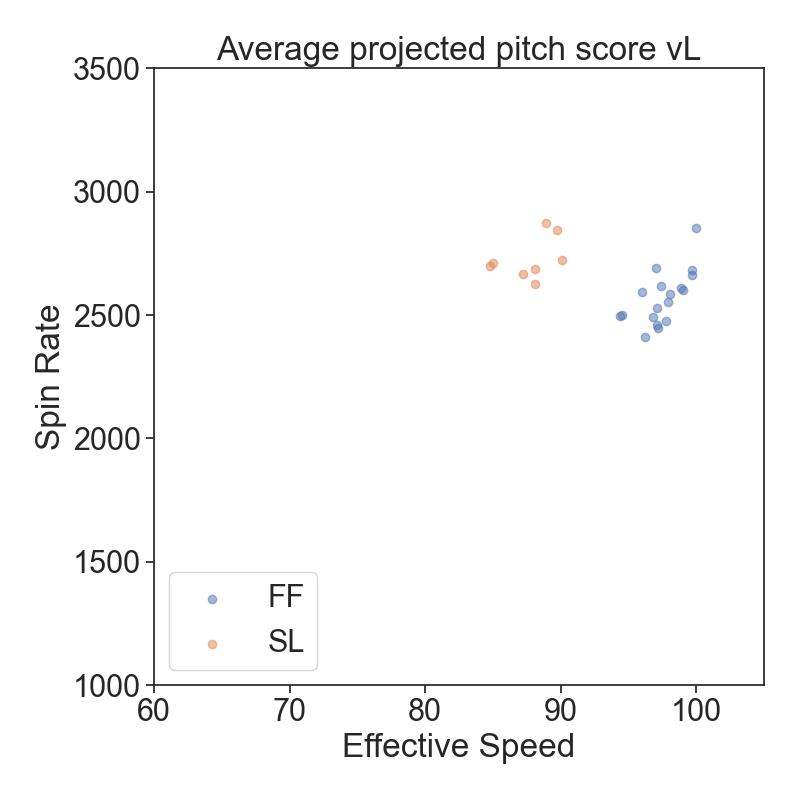 Average projected pitch score vL
3500
3000
2500
2000
1500
1000
Spin Rate
FF
SL
60 70 80 90 100
Effective Speed